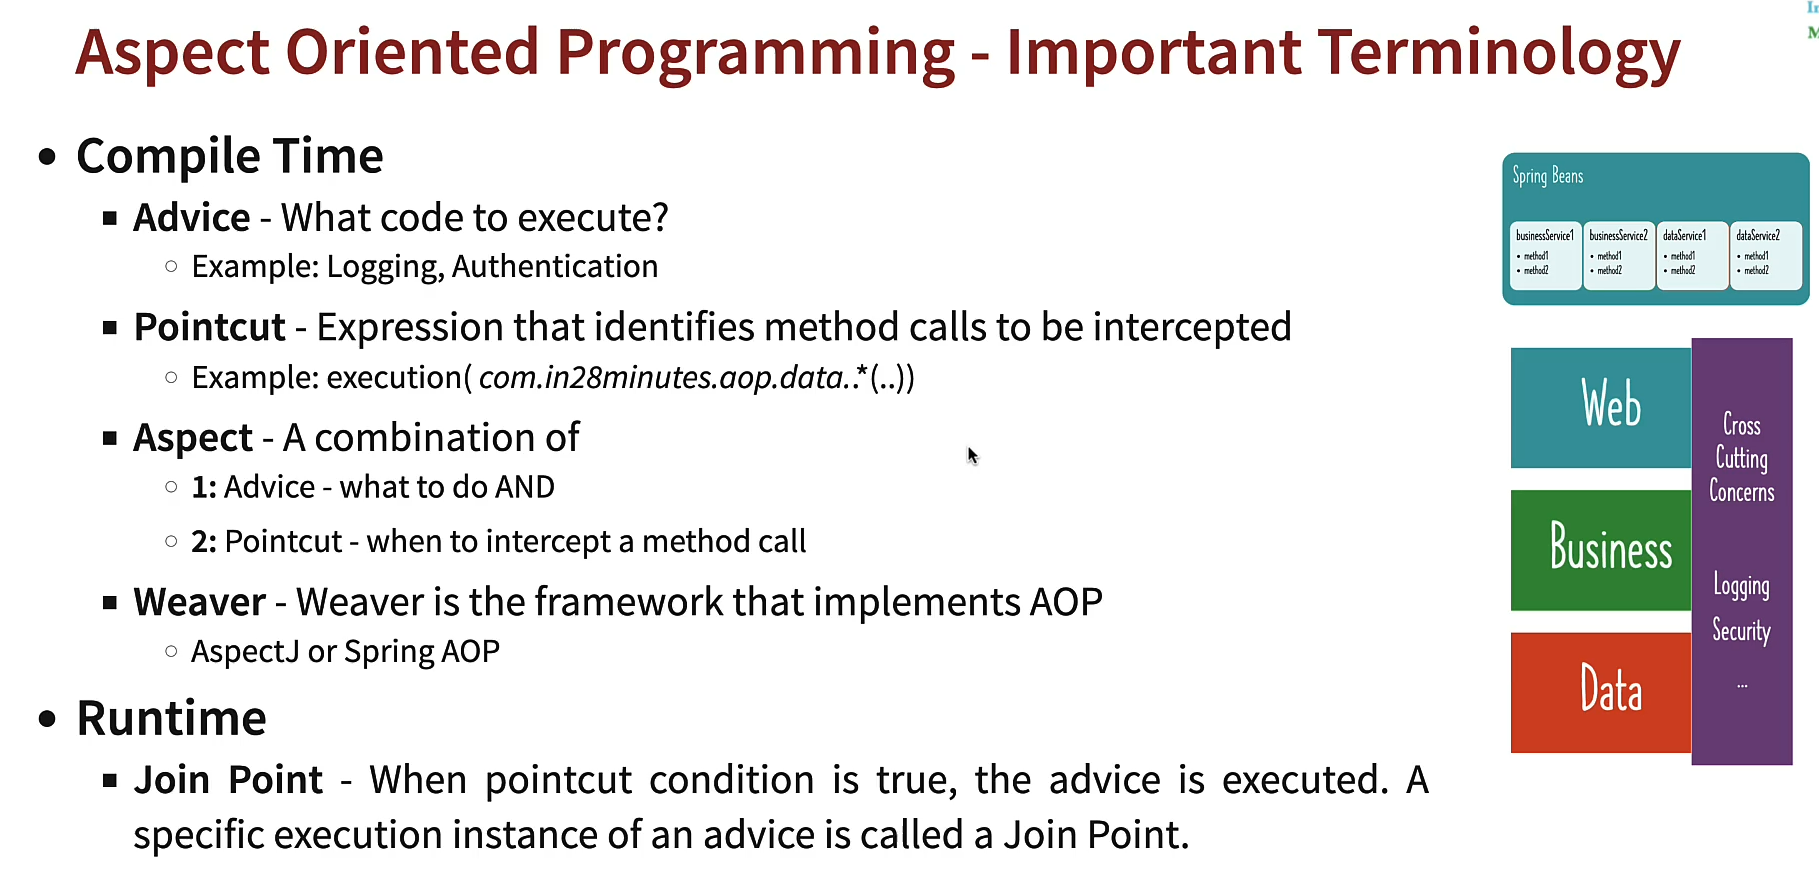 Aspect Oriented Programming - Important Terminology
• Compile Time
▪ Advice - What code to execute?
○ Example: Logging, Authentication
▪ Pointcut - Expression that identifies method calls to be intercepted
○ Example: execution( com.in28minutes.aop.data..*(..))
▪ Aspect - A combination of
○ 1: Advice - what to do AND
○ 2: Pointcut - when to intercept a method call
▪ Weaver - Weaver is the framework that implements AOP
○ AspectJ or Spring AOP
• Runtime
▪ Join Point - When pointcut condition is true, the advice is executed. A
specific execution instance of an advice is called a Join Point.
Spring Beans
businessService1
• method1
• method2
businessService2
• method1
• method2
dataService1
• method1
• method2
dataService2
• method1
• method2
Web
Business
Data
Cross
Cutting
Concerns
Logging
Security
...